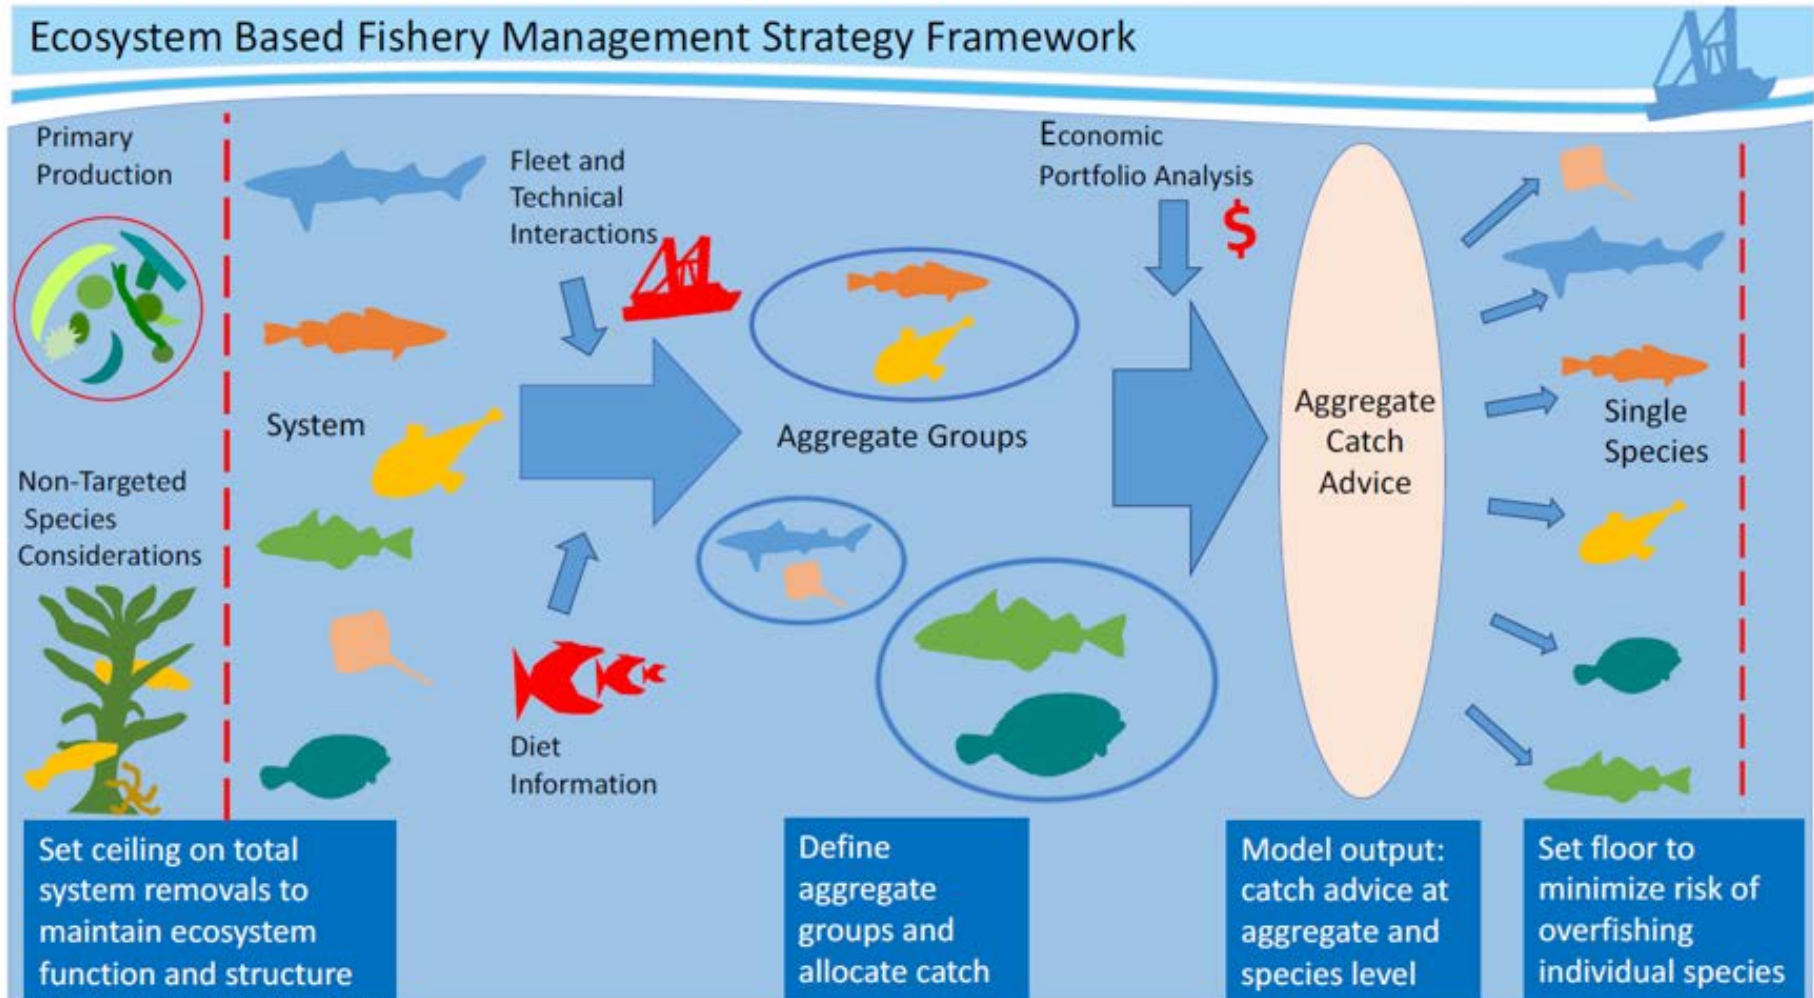 Ecosystem Based Fishery Management Strategy Framework
Primary
Production
Non-Targeted
Species
Considerations
System
Fleet and
Technical
Interactions
Diet
Information
Aggregate Groups
Economic
Portfolio Analysis
$
Aggregate
Catch
Advice
Single
Species
Set ceiling on total
system removals to
maintain ecosystem
function and structure
Define
aggregate
groups and
allocate catch
Model output:
catch advice at
aggregate and
species level
Set floor to
minimize risk of
overfishing
individual species